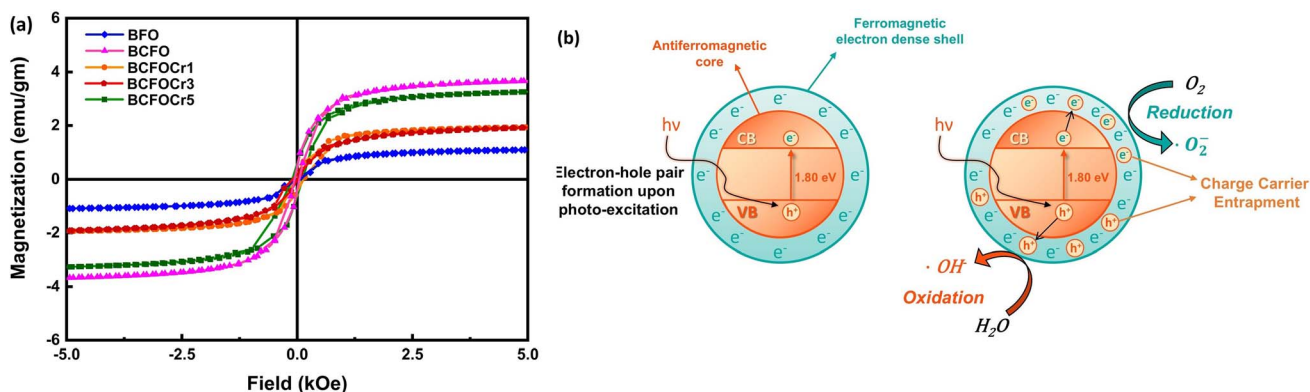 (a)
BFO
BCFO
BCFOCr1
BCFOCr3
BCFOCr5
Magnetization (emu/gm)
6
4
2
0
-2
-4
-6
-5.0
-2.5
0.0
2.5
5.0
Field (kOe)
(b)
Antiferromagnetic
core
Ferromagnetic
electron dense shell
hν
Electron-hole pair
formation upon
photo-excitation
e- e- e- e- e- e- e- e- e- e- e- e-
CB
e-
1.80 eV
VB
h+
hν
e- e- e- e- e- e- e- e- e- e- e- e-
e- e- e- e-
CB
e-
1.80 eV
VB
h+
h+ h+ h+ h+
O2
Reduction
· O2−
Charge Carrier
Entrapment
· OH-
Oxidation
H2O